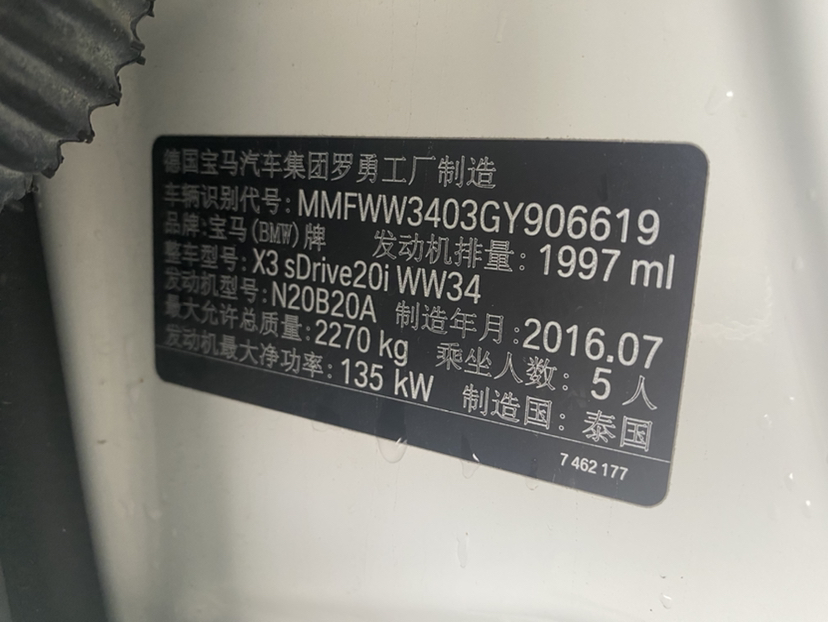 德国宝马汽车集团罗勇工厂制造
车辆识别代号: MMFWW3403GY906619
品牌: 宝马(BMW)牌 发动机排量: 1997 ml
整车型号: X3 sDrive20i WW34
发动机型号: N20B20A 制造年月: 2016.07
最大允许总质量: 2270 kg 乘坐人数: 5 人
发动机最大净功率: 135 kW 制造国: 泰国
7 462 177